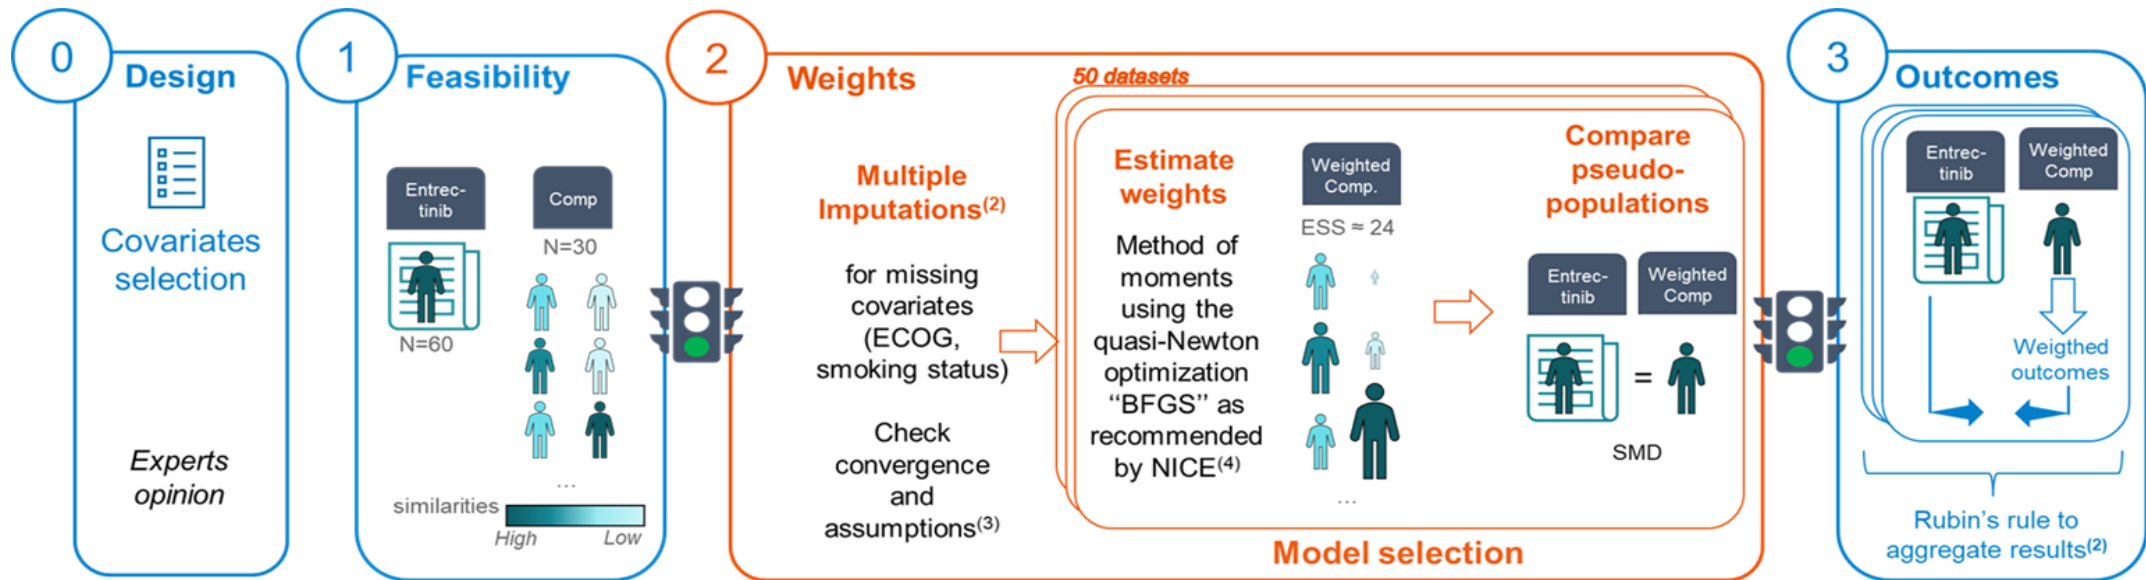 0
Design
Covariates
selection
Experts
opinion
1
Feasibility
Entrec-
tinib
N=60
Comp
N=30
...
similarities
High
Low
2
Weights
Multiple
Imputations(2)
for missing
covariates
(ECOG,
smoking status)
Check
convergence
and
assumptions(3)
50 datasets
Estimate
weights
Method of
moments
using the
quasi-Newton
optimization
“BFGS” as
recommended
by NICE(4)
Weighted
Comp.
ESS ≈ 24
...
Compare
pseudo-
populations
Entrec-
tinib
Weighted
Comp
=
SMD
Model selection
3
Outcomes
Entrec-
tinib
Weighted
Comp
Weigthed
outcomes
Rubin’s rule to
aggregate results(2)